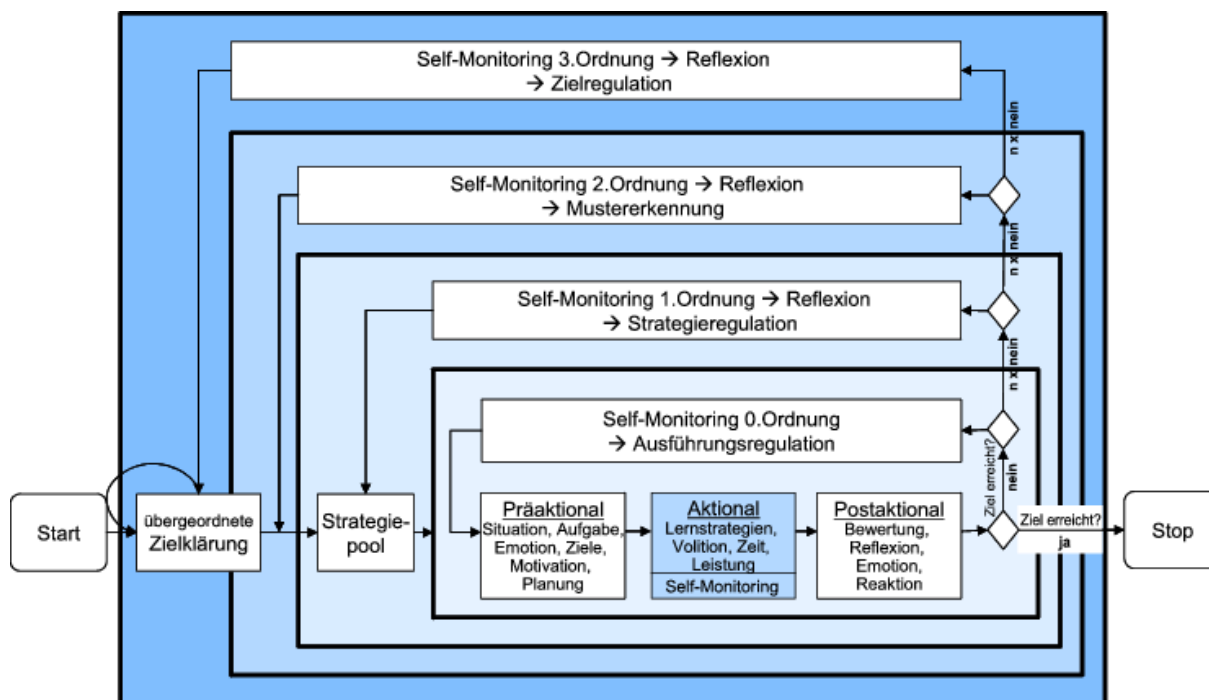 Self-Monitoring 3.Ordnung → Reflexion
→ Zielregulation
n x nein
Self-Monitoring 2.Ordnung → Reflexion
→ Mustererkennung
n x nein
Self-Monitoring 1.Ordnung → Reflexion
→ Strategieregulation
n x nein
Self-Monitoring 0.Ordnung
→ Ausführungsregulation
Ziel erreicht?
nein
Start
übergeordnete
Zielklärung
Strategie-
pool
Präaktional
Situation, Aufgabe,
Emotion, Ziele,
Motivation,
Planung
Aktional
Lernstrategien,
Volition, Zeit,
Leistung
Self-Monitoring
Postaktional
Bewertung,
Reflexion,
Emotion,
Reaktion
Ziel erreicht?
ja
Stop